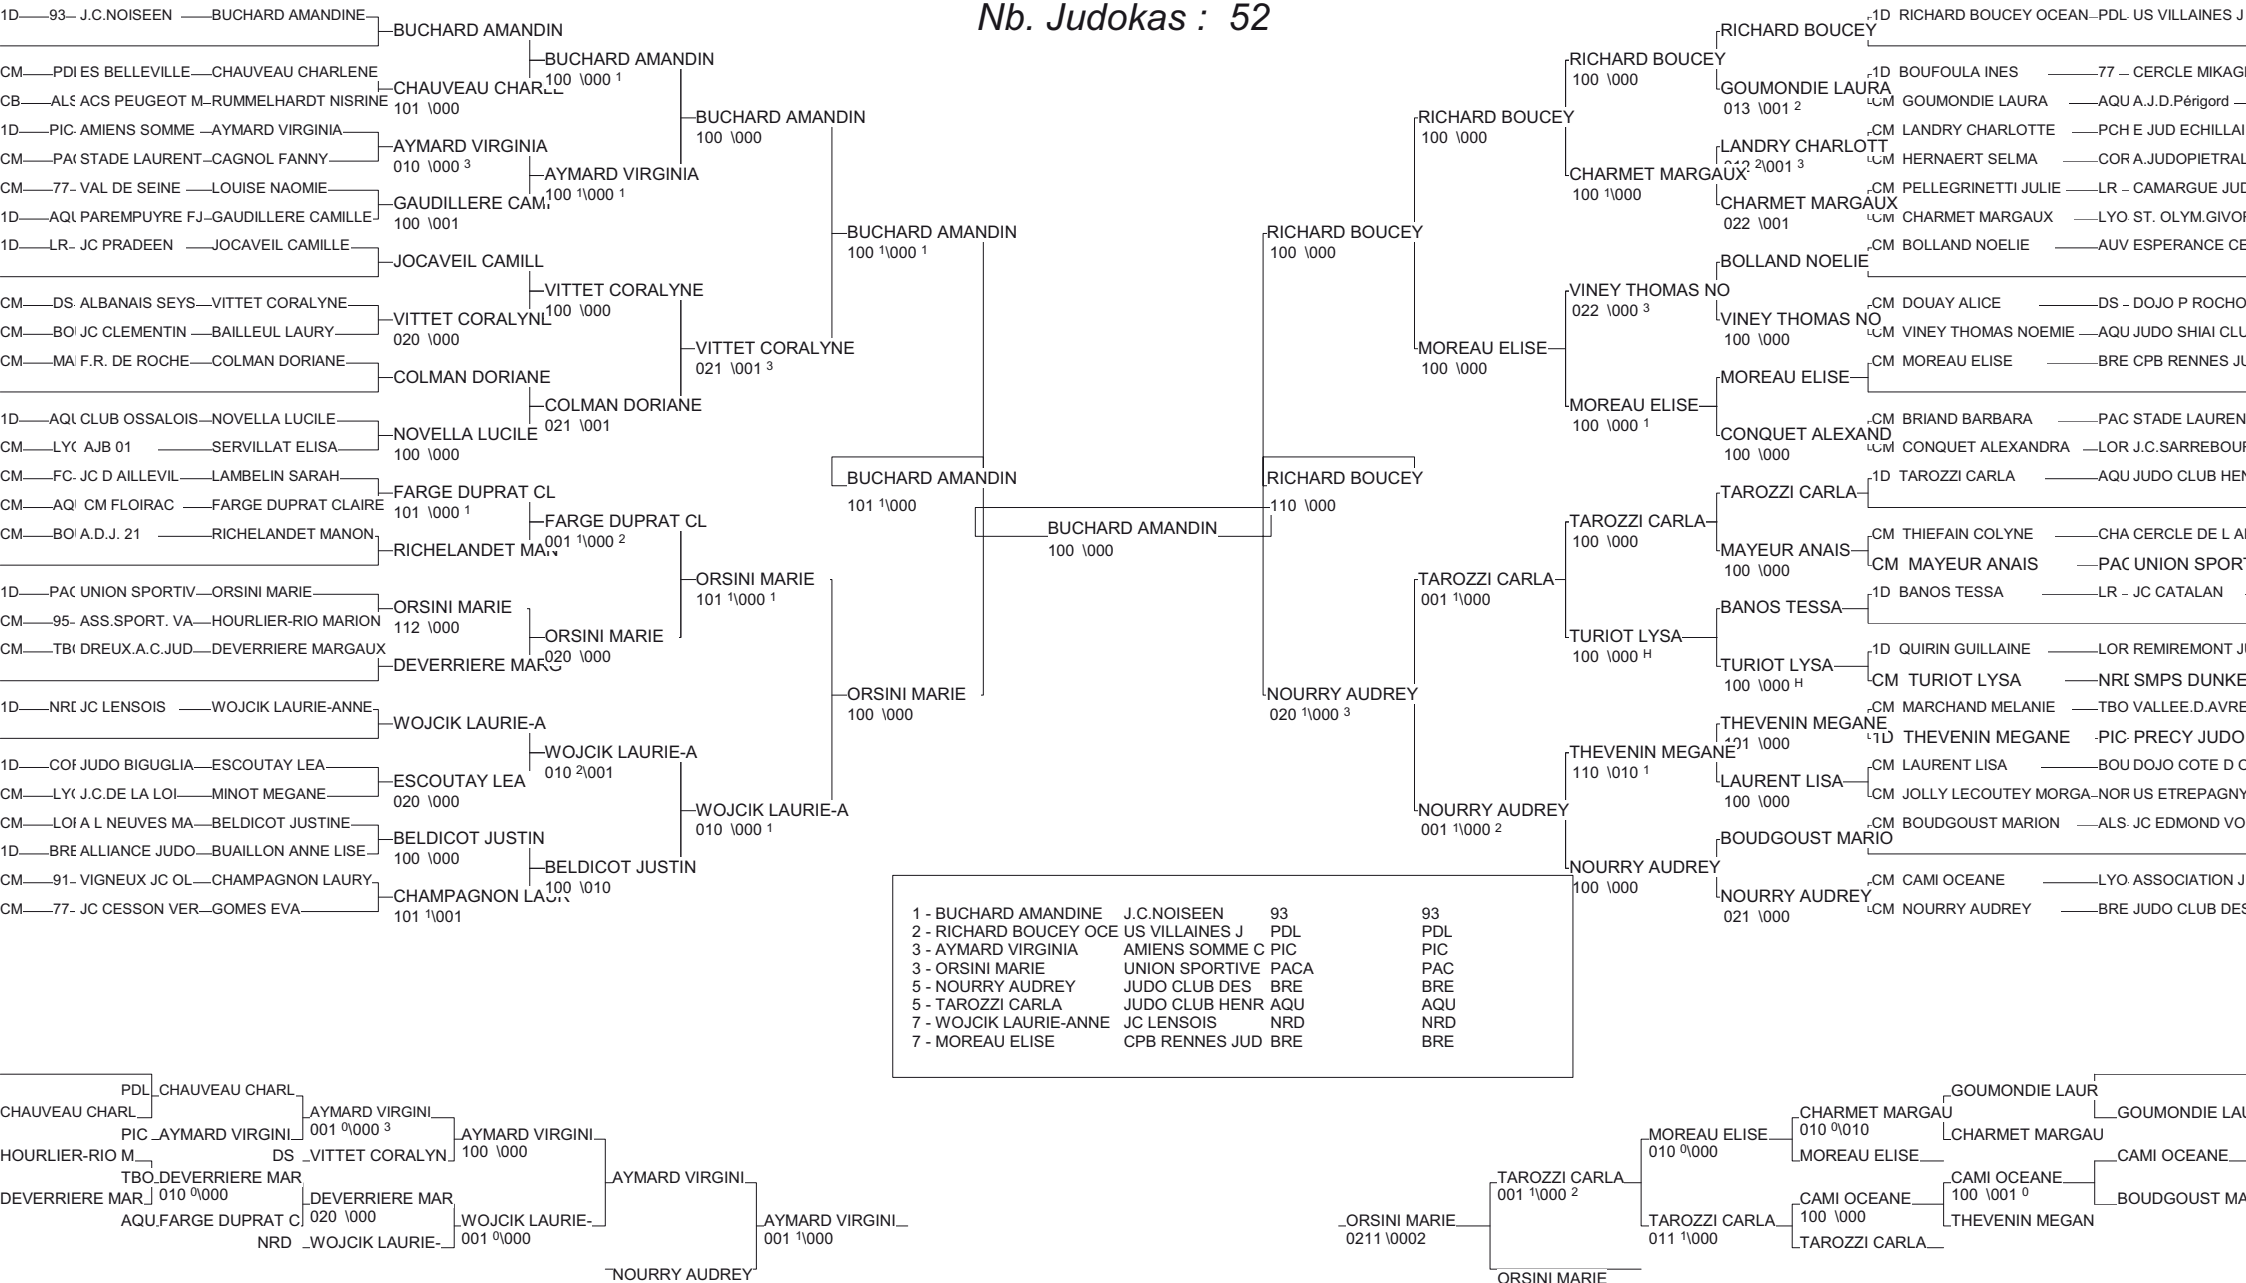 Nb. Judokas : 52
1D 93 J.C.NOISEEN BUCHARD AMANDINE
CM PDL ES BELLEVILLE CHAUVEAU CHARLENE
CB ALS ACS PEUGEOT M RUMMELHARDT NISRINE
1D PIC AMIENS SOMME AYMARD VIRGINIA
CM PAC STADE LAURENT CAGNOL FANNY
CM 77 VAL DE SEINE LOUISE NAOMIE
1D AQU PAREMPUYRE FJ GAUDILLERE CAMILLE
1D LR JC PRADEEN JOCAVEIL CAMILLE
CM DS ALBANAIS SEYS VITTET CORALYNE
CM BOU JC CLEMENTIN BAILLEUL LAURY
CM MA F.R. DE ROCHE COLMAN DORIANE
1D AQU CLUB OSSALOIS NOVELLA LUCILE
CM LYO AJB 01 SERVILLAT ELISA
CM FC JC D AILLEVIL LAMBELIN SARAH
CM AQU CM FLOIRAC FARGE DUPRAT CLAIRE
CM BOU A.D.J. 21 RICHELANDET MANON
1D PAC UNION SPORTIV ORSINI MARIE
CM 95 ASS.SPORT. VA HOURLIER-RIO MARION
CM TBO DREUX.A.C.JUD DEVERRIERE MARGAUX
1D NRD JC LENSOIS WOJCIK LAURIE-ANNE
1D COR JUDO BIGUGLIA ESCOUTAY LEA
CM LYO J.C.DE LA LOI MINOT MEGANE
CM LOR A L NEUVES MA BELDICOT JUSTINE
1D BRE ALLIANCE JUDO BUAILLON ANNE LISE
CM 91 VIGNEUX JC OL CHAMPAGNON LAURY
CM 77 JC CESSON VER GOMES EVA
BUCHARD AMANDIN
CHAUVEAU CHARLE
101 \000
AYMARD VIRGINIA
010 \000 3
GAUDILLERE CAMI
100 \001
JOCAVEIL CAMILL
VITTET CORALYNE
020 \000
COLMAN DORIANE
NOVELLA LUCILE
100 \000
FARGE DUPRAT CL
101 \000 1
RICHELANDET MAN
ORSINI MARIE
112 \000
DEVERRIERE MARG
WOJCIK LAURIE-A
ESCOUTAY LEA
020 \000
BELDICOT JUSTIN
100 \000
CHAMPAGNON LAUR
101 1\001
BUCHARD AMANDIN
100 \000 1
AYMARD VIRGINIA
100 1\000 1
VITTET CORALYNE
100 \000
COLMAN DORIANE
021 \001
FARGE DUPRAT CL
001 1\000 2
ORSINI MARIE
020 \000
WOJCIK LAURIE-A
010 2\001
BELDICOT JUSTIN
100 \010
BUCHARD AMANDIN
100 \000
VITTET CORALYNE
021 \001 3
ORSINI MARIE
101 1\000 1
WOJCIK LAURIE-A
010 \000 1
BUCHARD AMANDIN
100 1\000 1
ORSINI MARIE
100 \000
BUCHARD AMANDIN
101 1\000
BUCHARD AMANDIN
100 \000
RICHARD BOUCEY
110 \000
RICHARD BOUCEY
100 \000
NOURRY AUDREY
020 1\000 3
RICHARD BOUCEY
100 \000
MOREAU ELISE
100 \000
TAROZZI CARLA
001 1\000
NOURRY AUDREY
001 1\000 2
RICHARD BOUCEY
100 \000
CHARMET MARGAUX
100 1\000
VINEY THOMAS NO
022 \000 3
MOREAU ELISE
100 \000 1
TAROZZI CARLA
100 \000
TURIOT LYSA
100 \000 H
THEVENIN MEGANE
110 \010 1
NOURRY AUDREY
100 \000
RICHARD BOUCEY
GOUMONDIE LAURA
013 \001 2
LANDRY CHARLOTT
012 2\001 3
CHARMET MARGAUX
022 \001
BOLLAND NOELIE
VINEY THOMAS NO
100 \000
MOREAU ELISE
CONQUET ALEXAND
100 \000
TAROZZI CARLA
MAYEUR ANAIS
100 \000
BANOS TESSA
TURIOT LYSA
100 \000 H
THEVENIN MEGANE
101 \000
LAURENT LISA
100 \000
BOUDGOUST MARIO
NOURRY AUDREY
021 \000
1D RICHARD BOUCEY OCEAN PDL US VILLAINES J
1D BOUFOULA INES 77 CERCLE MIKAG
CM GOUMONDIE LAURA AQU A.J.D.Périgord
CM LANDRY CHARLOTTE PCH E JUD ECHILLAI
CM HERNAERT SELMA COR A.JUDOPIETRAL
CM PELLEGRINETTI JULIE LR CAMARGUE JUD
CM CHARMET MARGAUX LYO ST. OLYM.GIVOR
CM BOLLAND NOELIE AUV ESPERANCE CE
CM DOUAY ALICE DS DOJO P ROCHO
CM VINEY THOMAS NOEMIE AQU JUDO SHIAI CLU
CM MOREAU ELISE BRE CPB RENNES JU
CM BRIAND BARBARA PAC STADE LAUREN
CM CONQUET ALEXANDRA LOR J.C.SARREBOUR
1D TAROZZI CARLA AQU JUDO CLUB HEN
CM THIEFAIN COLYNE CHA CERCLE DE L A
CM MAYEUR ANAIS PAC UNION SPORT
1D BANOS TESSA LR JC CATALAN
1D QUIRIN GUILLAINE LOR REMIREMONT JU
CM TURIOT LYSA NRD SMPS DUNKE
CM MARCHAND MELANIE TBO VALLEE.D.AVRE
1D THEVENIN MEGANE PIC PRECY JUDO
CM LAURENT LISA BOU DOJO COTE D O
CM JOLLY LECOUTEY MORGA NOR US ETREPAGNY
CM BOUDGOUST MARION ALS JC EDMOND VO
CM CAMI OCEANE LYO ASSOCIATION J
CM NOURRY AUDREY BRE JUDO CLUB DES
1 - BUCHARD AMANDINE J.C.NOISEEN 93 93
2 - RICHARD BOUCEY OCE US VILLAINES J PDL PDL
3 - AYMARD VIRGINIA AMIENS SOMME C PIC PIC
3 - ORSINI MARIE UNION SPORTIVE PACA PAC
5 - NOURRY AUDREY JUDO CLUB DES BRE BRE
5 - TAROZZI CARLA JUDO CLUB HENR AQU AQU
7 - WOJCIK LAURIE-ANNE JC LENSOIS NRD NRD
7 - MOREAU ELISE CPB RENNES JUD BRE BRE
CHAUVEAU CHARL
HOURLIER-RIO M
DEVERRIERE MAR
PDL CHAUVEAU CHARL
PIC AYMARD VIRGINI
DS VITTET CORALYN
TBO DEVERRIERE MAR
010 0\000
AQU FARGE DUPRAT C
NRD WOJCIK LAURIE-
AYMARD VIRGINI
001 0\000 3
DEVERRIERE MAR
020 \000
AYMARD VIRGINI
100 \000
WOJCIK LAURIE-
001 0\000
AYMARD VIRGINI
NOURRY AUDREY
AYMARD VIRGINI
001 1\000
ORSINI MARIE
0211 \0002
TAROZZI CARLA
001 1\000 2
ORSINI MARIE
MOREAU ELISE
010 0\000
TAROZZI CARLA
011 1\000
CHARMET MARGAU
010 0\010
MOREAU ELISE
CAMI OCEANE
100 \000
TAROZZI CARLA
GOUMONDIE LAUR
CHARMET MARGAU
CAMI OCEANE
100 \001 0
THEVENIN MEGAN
GOUMONDIE LAU
CAMI OCEANE
BOUDGOUST MA